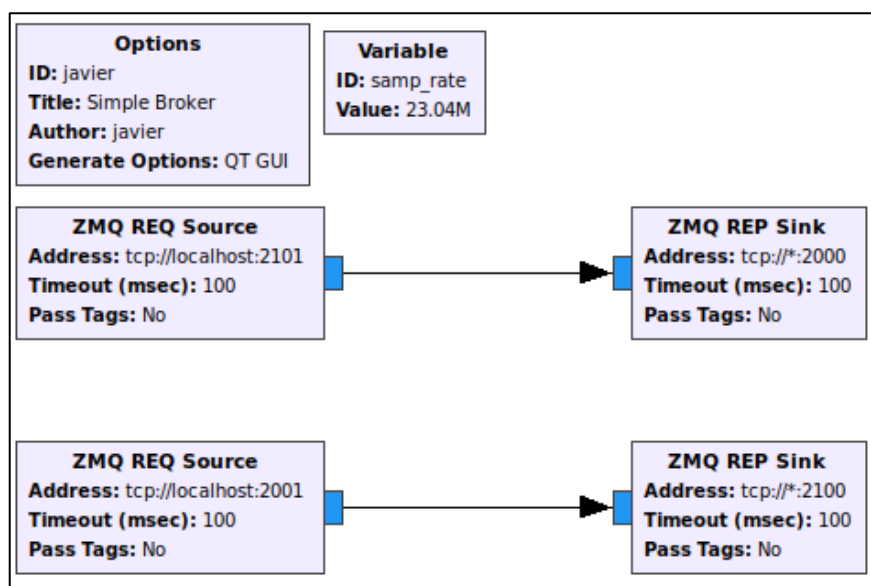 Options
ID: javier
Title: Simple Broker
Author: javier
Generate Options: QT GUI
Variable
ID: samp_rate
Value: 23.04M
ZMQ REQ Source
Address: tcp://localhost:2101
Timeout (msec): 100
Pass Tags: No
ZMQ REP Sink
Address: tcp://*:2000
Timeout (msec): 100
Pass Tags: No
ZMQ REQ Source
Address: tcp://localhost:2001
Timeout (msec): 100
Pass Tags: No
ZMQ REP Sink
Address: tcp://*:2100
Timeout (msec): 100
Pass Tags: No